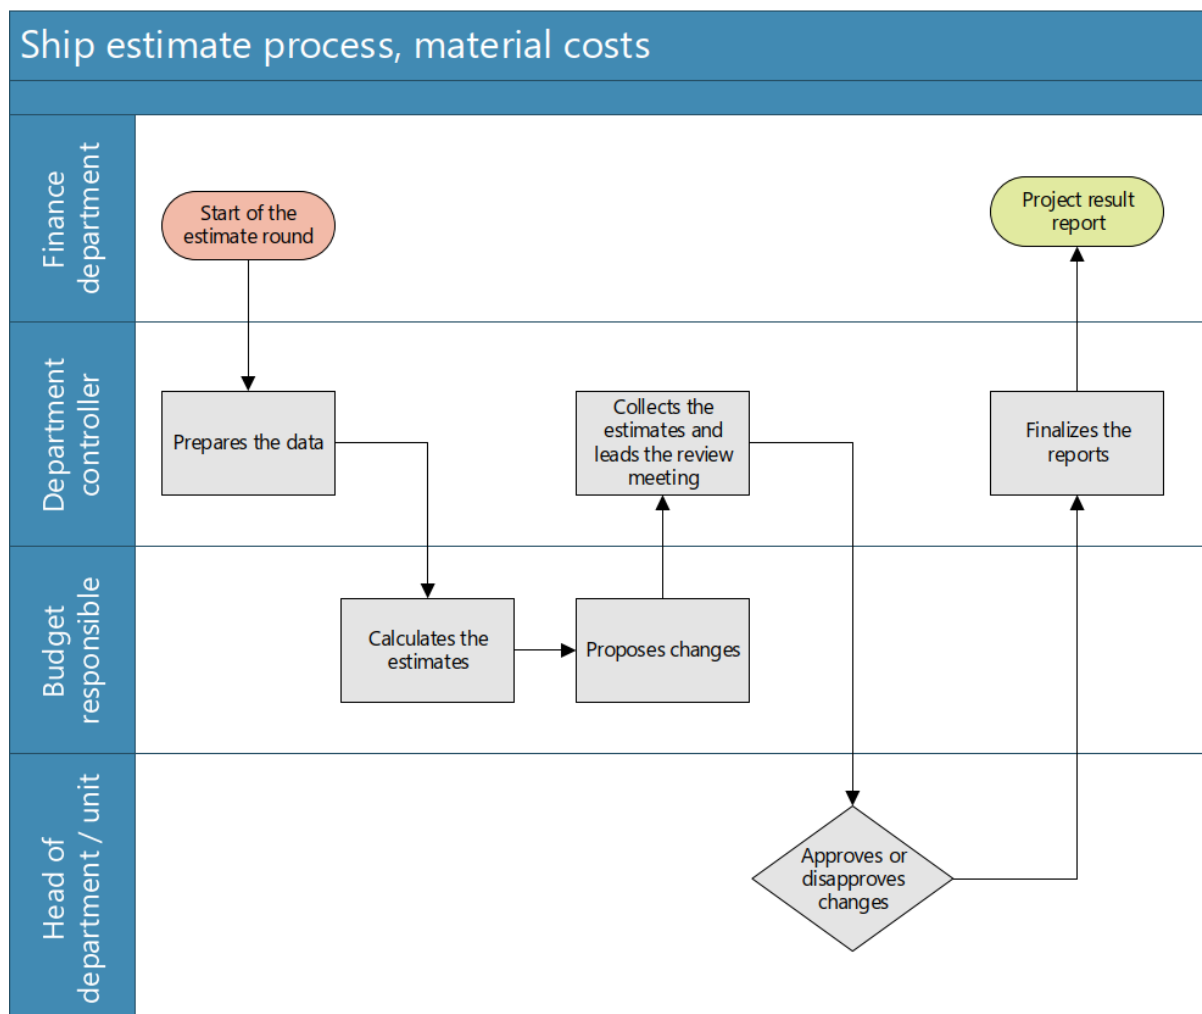 Ship estimate process, material costs
Finance
department
Start of the
estimate round
Project result
report
Department
controller
Prepares the data
Collects the
estimates and
leads the review
meeting
Finalizes the
reports
Budget
responsible
Calculates the
estimates
Proposes changes
Head of
department / unit
Approves or
disapproves
changes